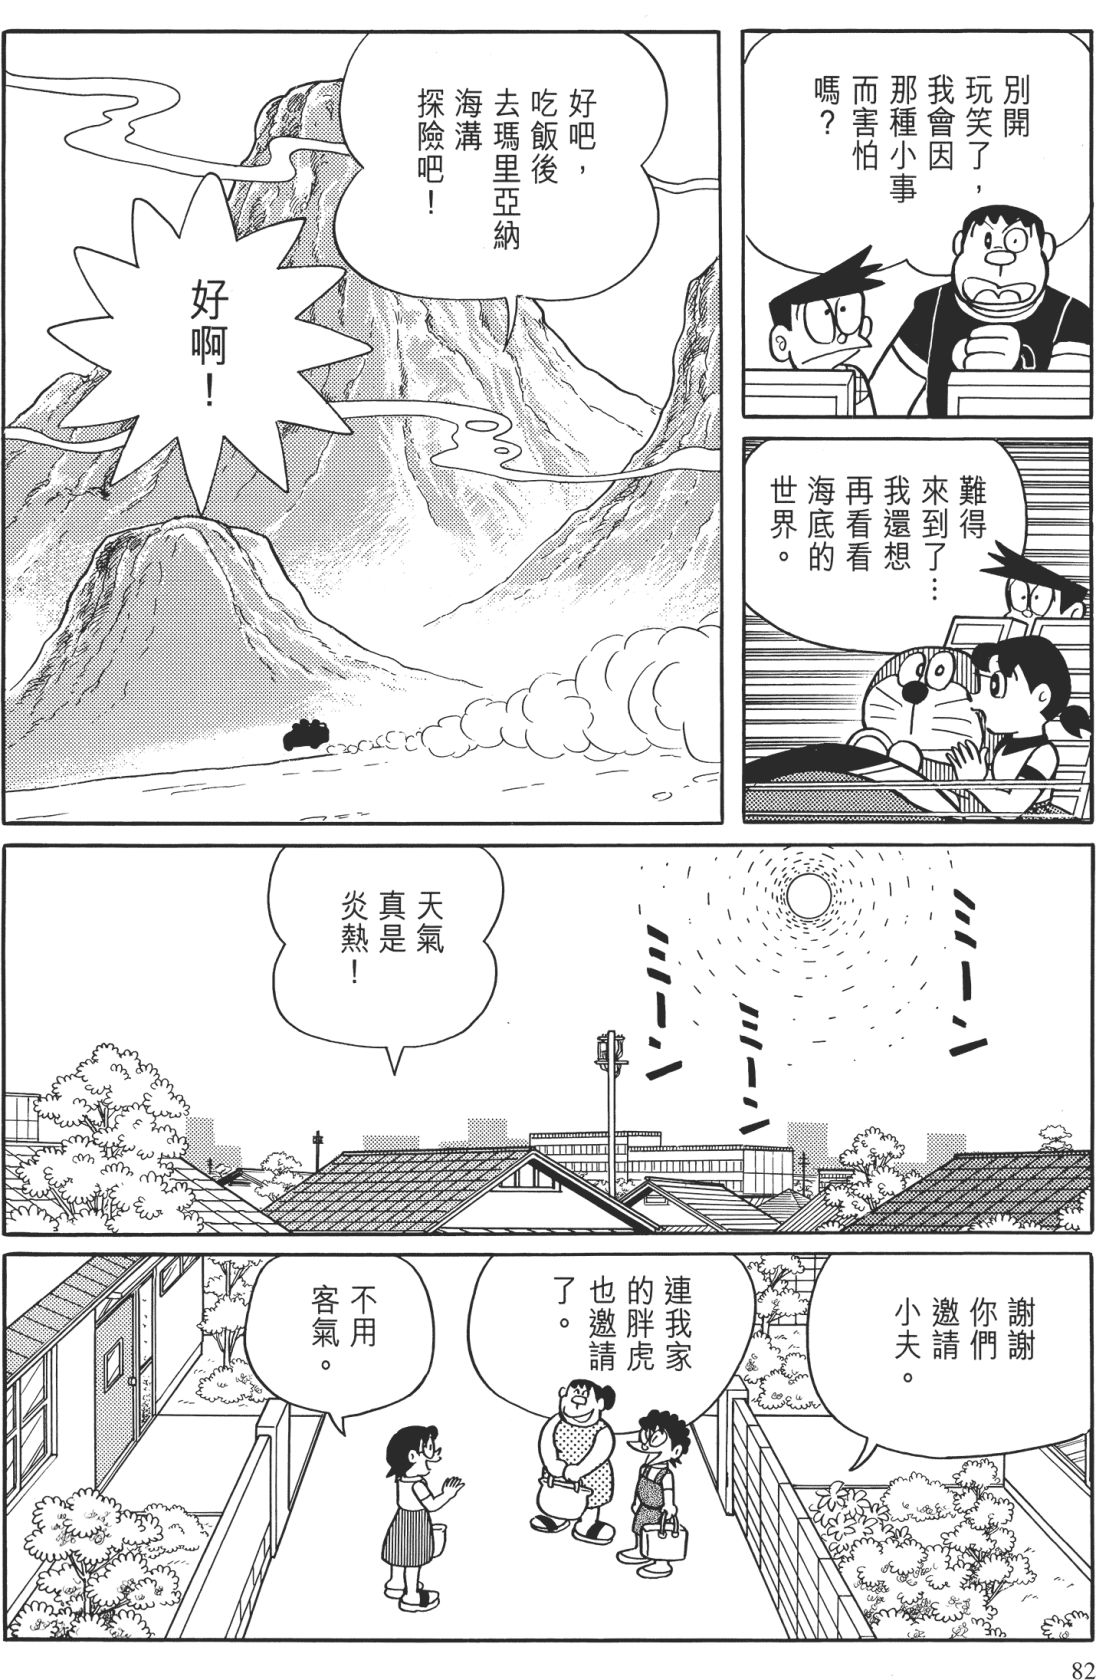 別開
玩笑了，
我會因
那種小事
而害怕
嗎？
難得
來到了…
我還想
再看看
海底的
世界。
好吧，
吃飯後
去瑪里亞納
海溝
探險吧！
好啊！
ミーン
ミーン
ミーン
天氣
真是
炎熱！
謝謝
你們
邀請
小夫。
連我家
的胖虎
也邀請
了。
不用
客氣。
82